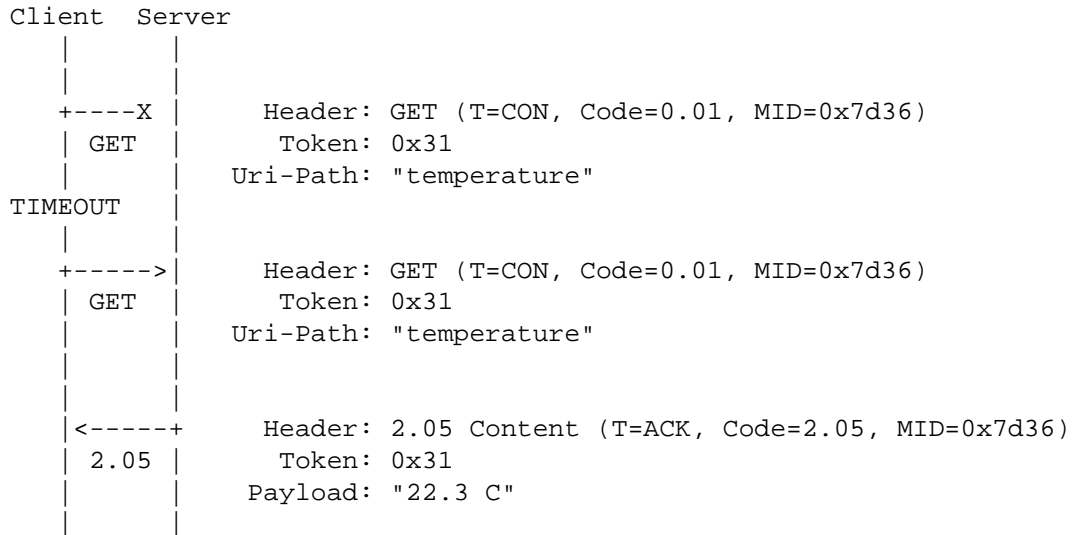 Client Server
+----X | Header: GET (T=CON, Code=0.01, MID=0x7d36)
| GET | Token: 0x31
| | Uri-Path: "temperature"
TIMEOUT |
+----->| Header: GET (T=CON, Code=0.01, MID=0x7d36)
| GET | Token: 0x31
| | Uri-Path: "temperature"
|<-----+ Header: 2.05 Content (T=ACK, Code=2.05, MID=0x7d36)
| 2.05 | Token: 0x31
| | Payload: "22.3 C"